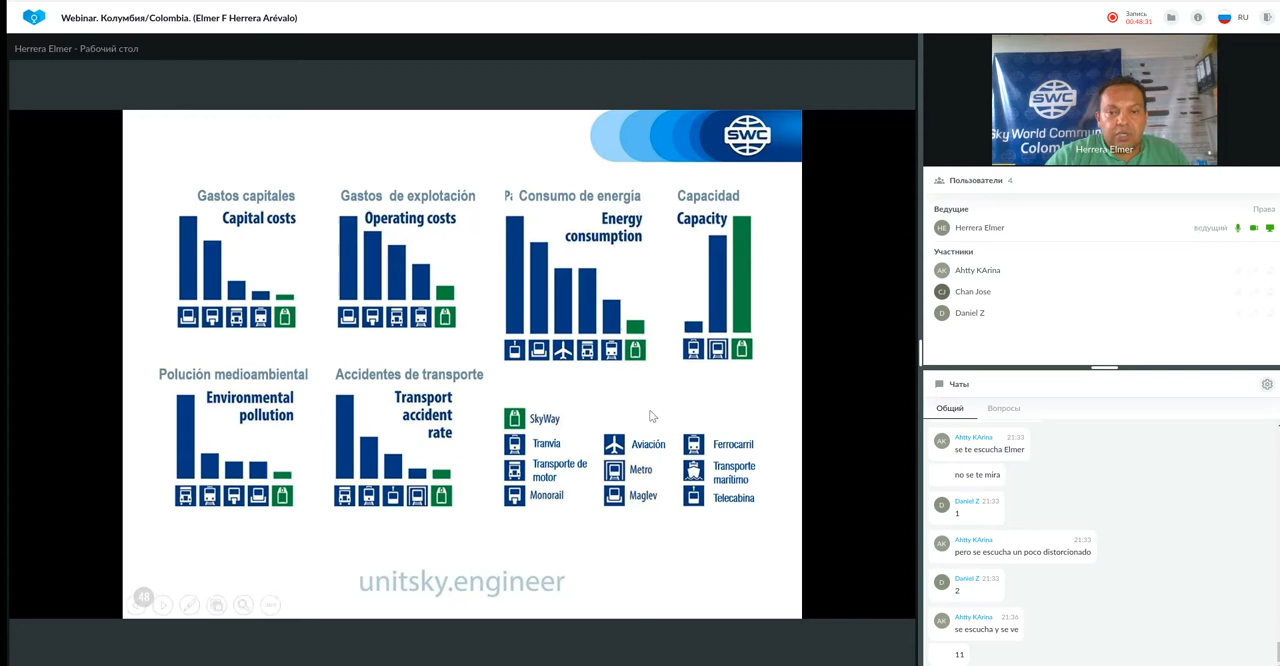 Webinar. Колумбия/Colombia. (Elmer F Herrera Arévalo)
Запись
00:48:31
RU
Herrera Elmer - Рабочий стол
SWC
Gastos capitales
Capital costs
Gastos de explotación
Operating costs
Consumo de energía
Energy
consumption
Capacidad
Capacity
Polución medioambiental
Environmental
pollution
Accidentes de transporte
Transport
accident
rate
SkyWay
Tranvia
Transporte de
motor
Monorail
Aviación
Metro
Maglev
Ferrocarril
Transporte
marítimo
Telecabina
unitsky.engineer
48
SWC
Sky World Commun
Colom
Herrera Elmer
Пользователи 4
Ведущие
Права
HE
Herrera Elmer
ведущий
Участники
AK
Ahtty KArina
CJ
Chan Jose
D
Daniel Z
Чаты
Общий
Вопросы
AK
Ahtty KArina 21:33
se te escucha Elmer
no se te mira
D
Daniel Z 21:33
1
AK
Ahtty KArina 21:33
pero se escucha un poco distorcionado
D
Daniel Z 21:33
2
AK
Ahtty KArina 21:36
se escucha y se ve
11